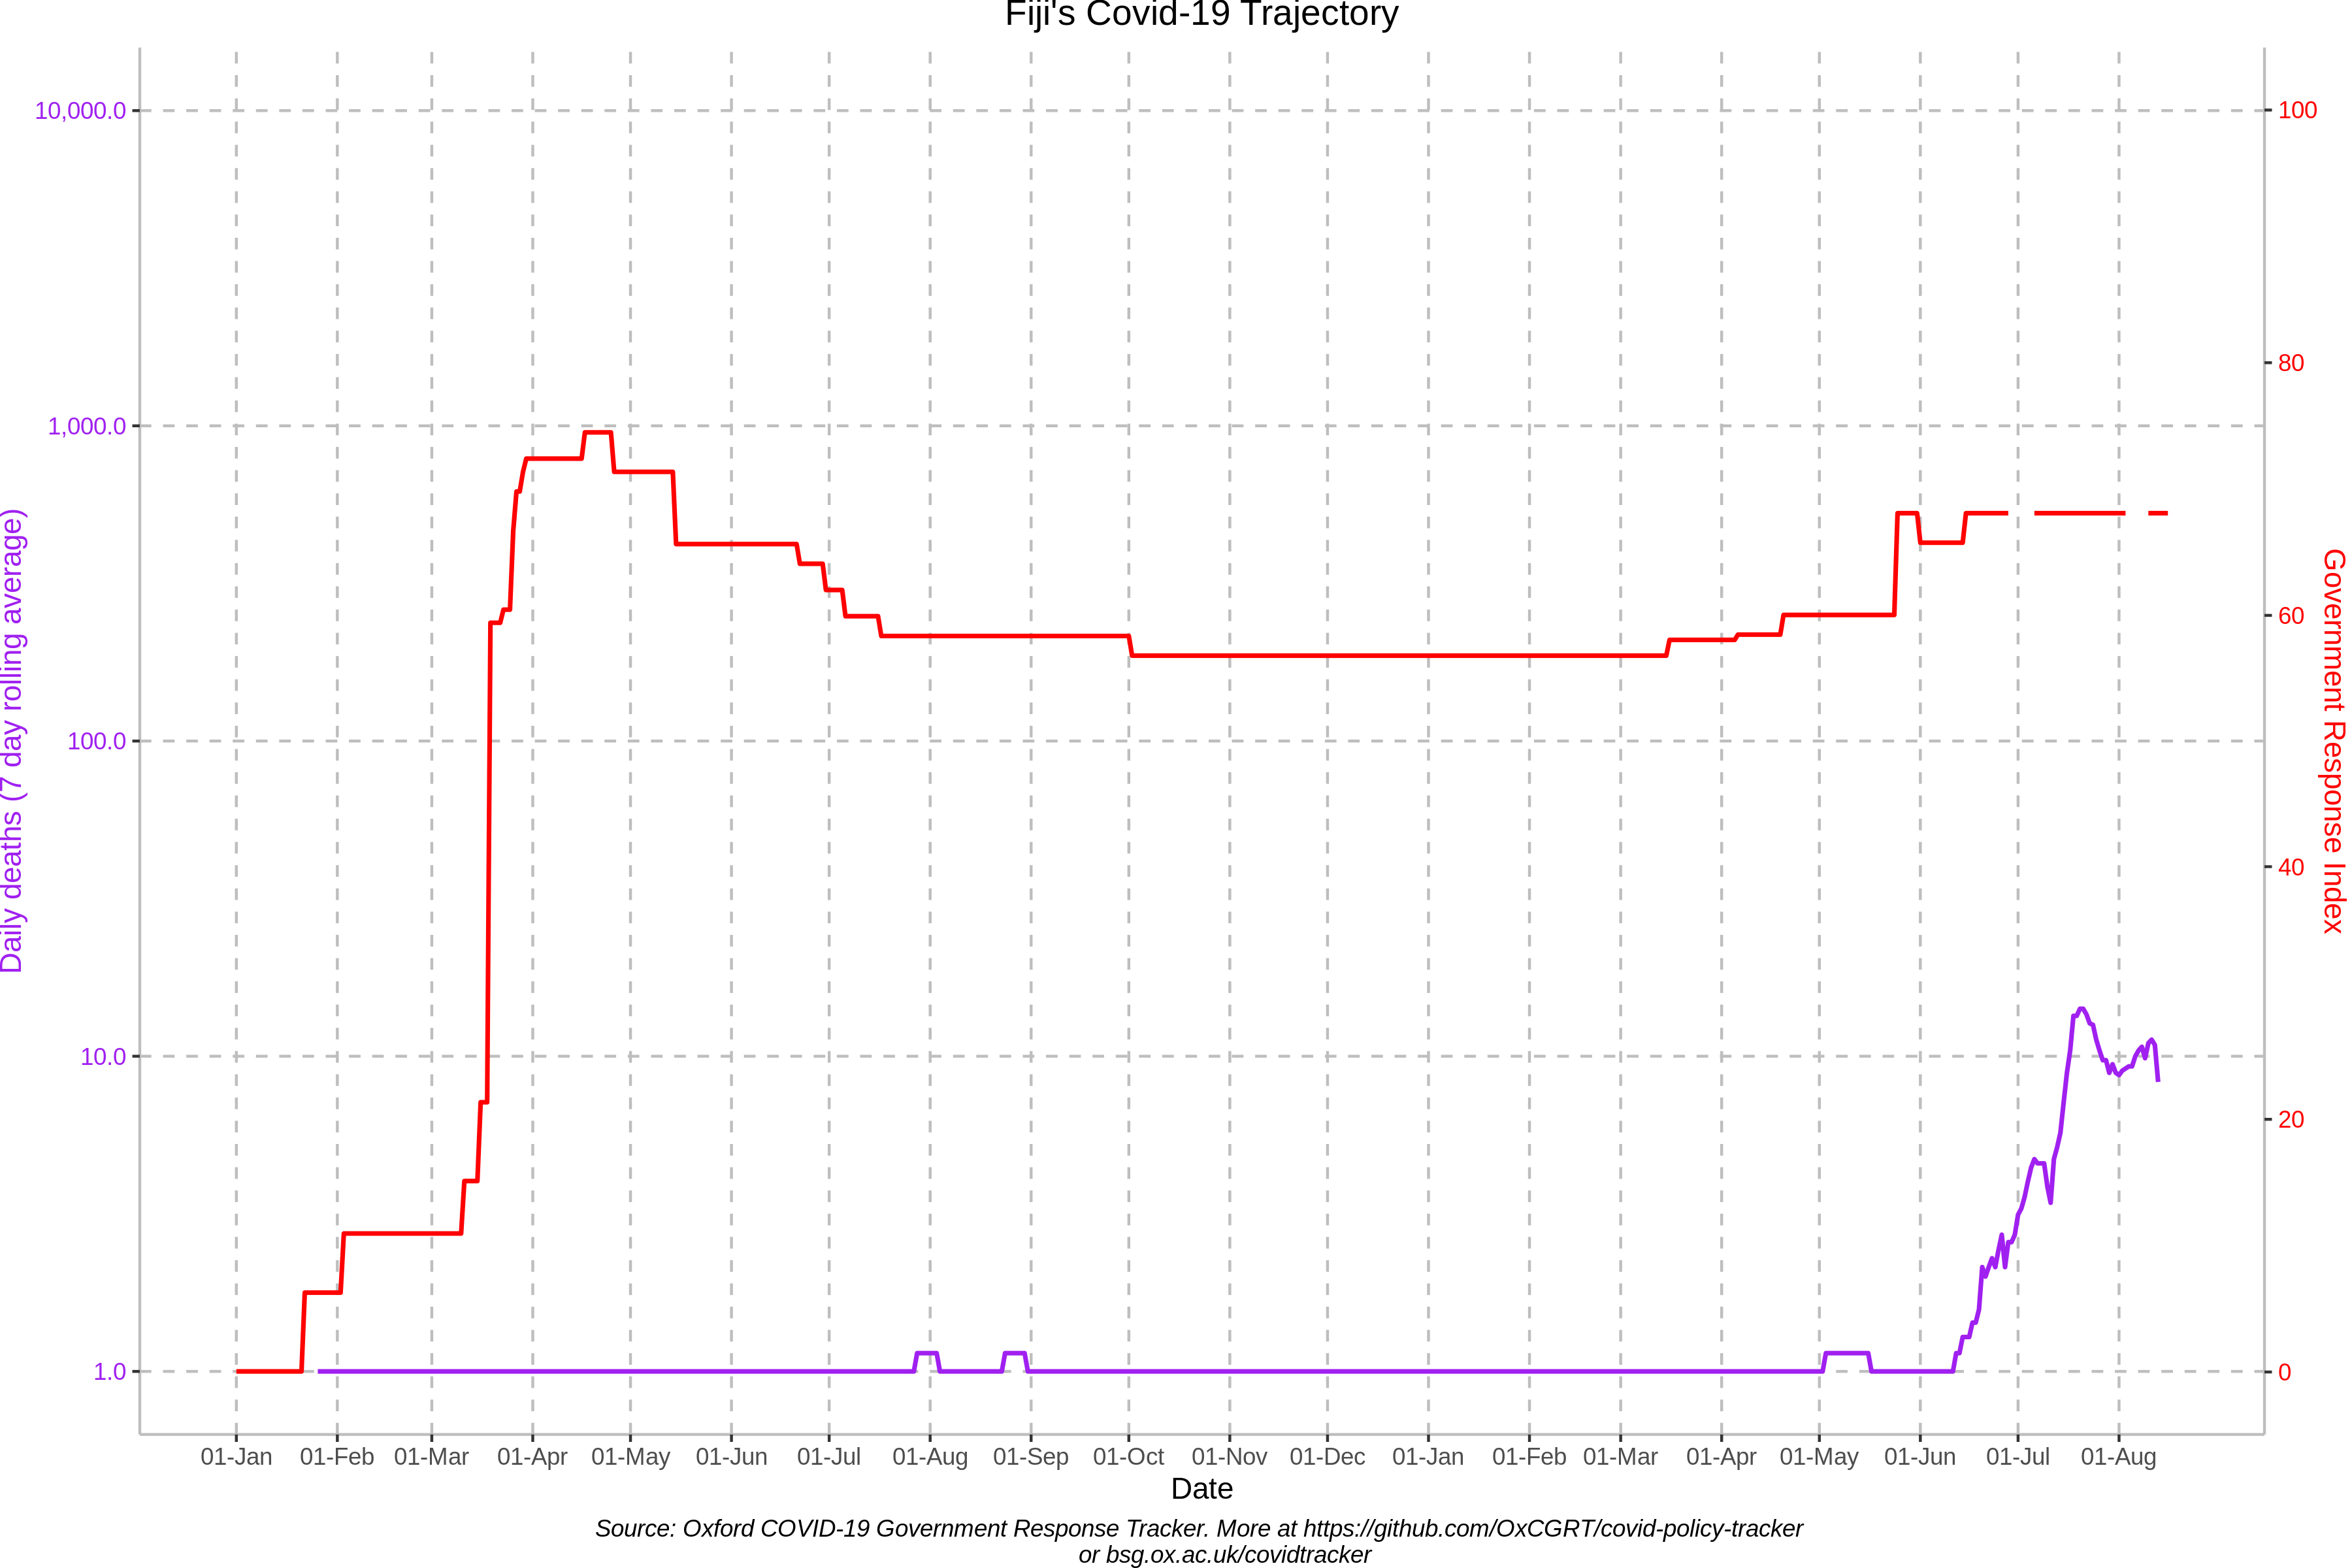 Fiji's Covid-19 Trajectory
10,000.0
1,000.0
100.0
10.0
1.0
Daily deaths (7 day rolling average)
100
80
60
40
20
0
Government Response Index
01-Jan 01-Feb 01-Mar 01-Apr 01-May 01-Jun 01-Jul 01-Aug 01-Sep 01-Oct 01-Nov 01-Dec 01-Jan 01-Feb 01-Mar 01-Apr 01-May 01-Jun 01-Jul 01-Aug
Date
Source: Oxford COVID-19 Government Response Tracker. More at https://github.com/OxCGRT/covid-policy-tracker
or bsg.ox.ac.uk/covidtracker